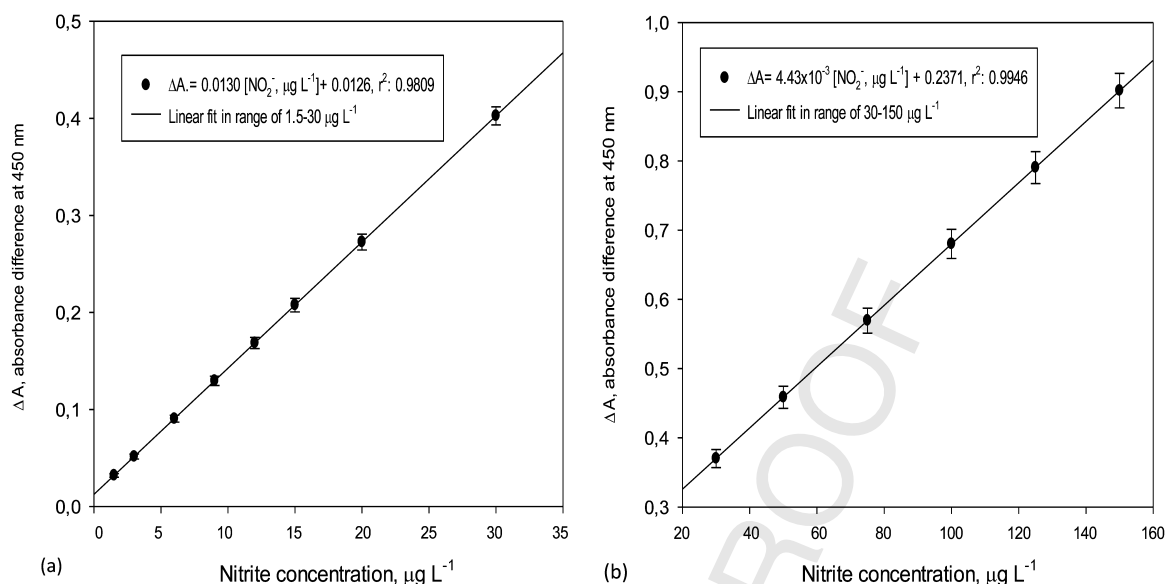 0,5
0,4
0,3
0,2
0,1
0,0
0 5 10 15 20 25 30 35
Δ A, absorbance difference at 450 nm
ΔA.= 0.0130 [NO₂⁻, μg L⁻¹]+ 0.0126, r²: 0.9809
Linear fit in range of 1.5-30 μg L⁻¹
(a)
Nitrite concentration, μg L⁻¹
1,0
0,9
0,8
0,7
0,6
0,5
0,4
0,3
20 40 60 80 100 120 140 160
Δ A, absorbance difference at 450 nm
ΔA= 4.43x10⁻³ [NO₂⁻, μg L⁻¹] + 0.2371, r²: 0.9946
Linear fit in range of 30-150 μg L⁻¹
(b)
Nitrite concentration, μg L⁻¹
ROOF